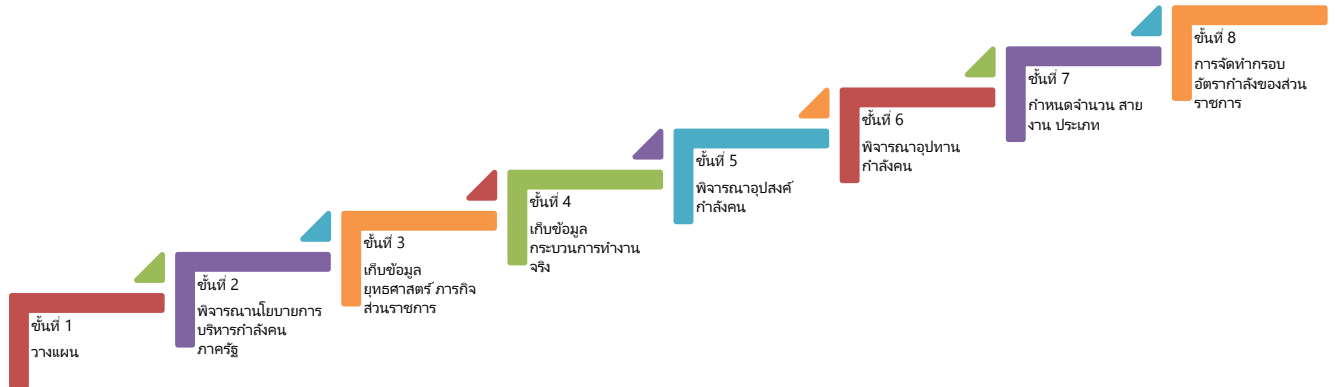 ขั้นที่ 1
วางแผน
ขั้นที่ 2
พิจารณานโยบายการ
บริหารกำลังคน
ภาครัฐ
ขั้นที่ 3
เก็บข้อมูล
ยุทธศาสตร์ ภารกิจ
ส่วนราชการ
ขั้นที่ 4
เก็บข้อมูล
กระบวนการทำงาน
จริง
ขั้นที่ 5
พิจารณาอุปสงค์
กำลังคน
ขั้นที่ 6
พิจารณาอุปทาน
กำลังคน
ขั้นที่ 7
กำหนดจำนวน สาย
งาน ประเภท
ขั้นที่ 8
การจัดทำกรอบ
อัตรากำลังของส่วน
ราชการ